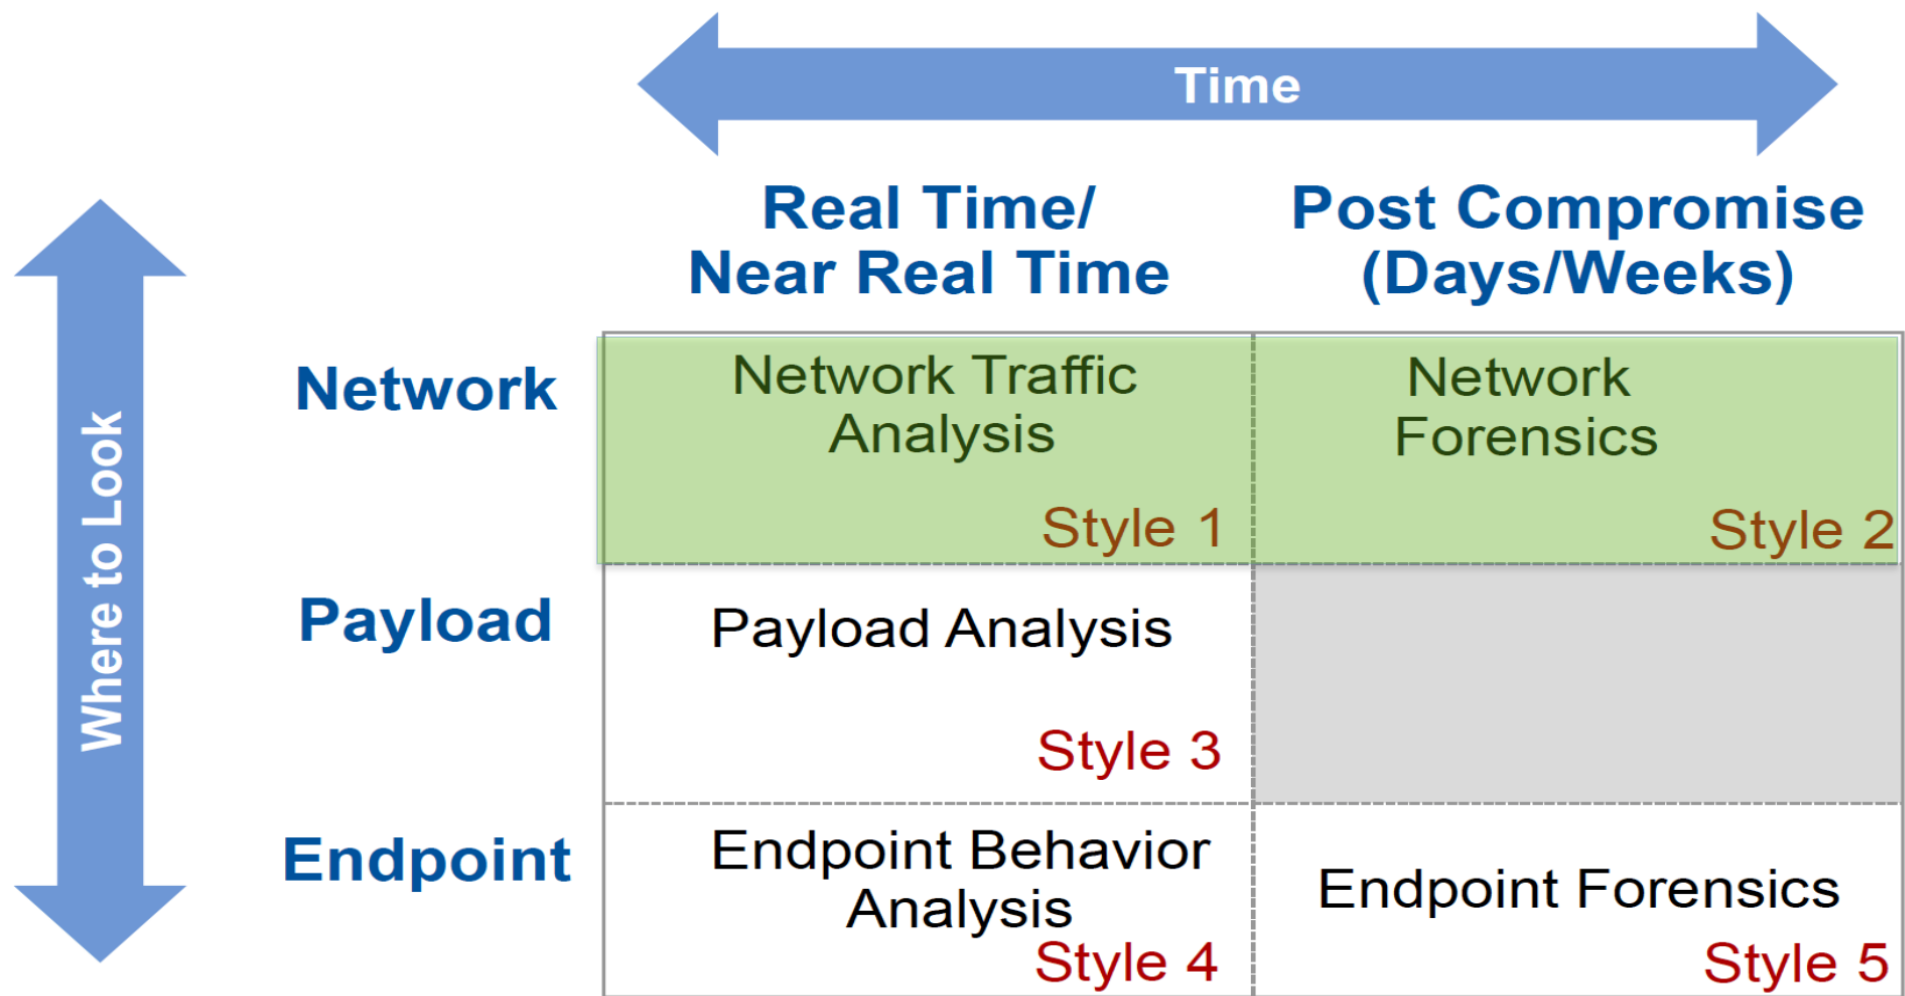 Time
Real Time/
Near Real Time
Post Compromise
(Days/Weeks)
Where to Look
Network
Network Traffic
Analysis
Style 1
Network
Forensics
Style 2
Payload
Payload Analysis
Style 3
Endpoint
Endpoint Behavior
Analysis
Style 4
Endpoint Forensics
Style 5